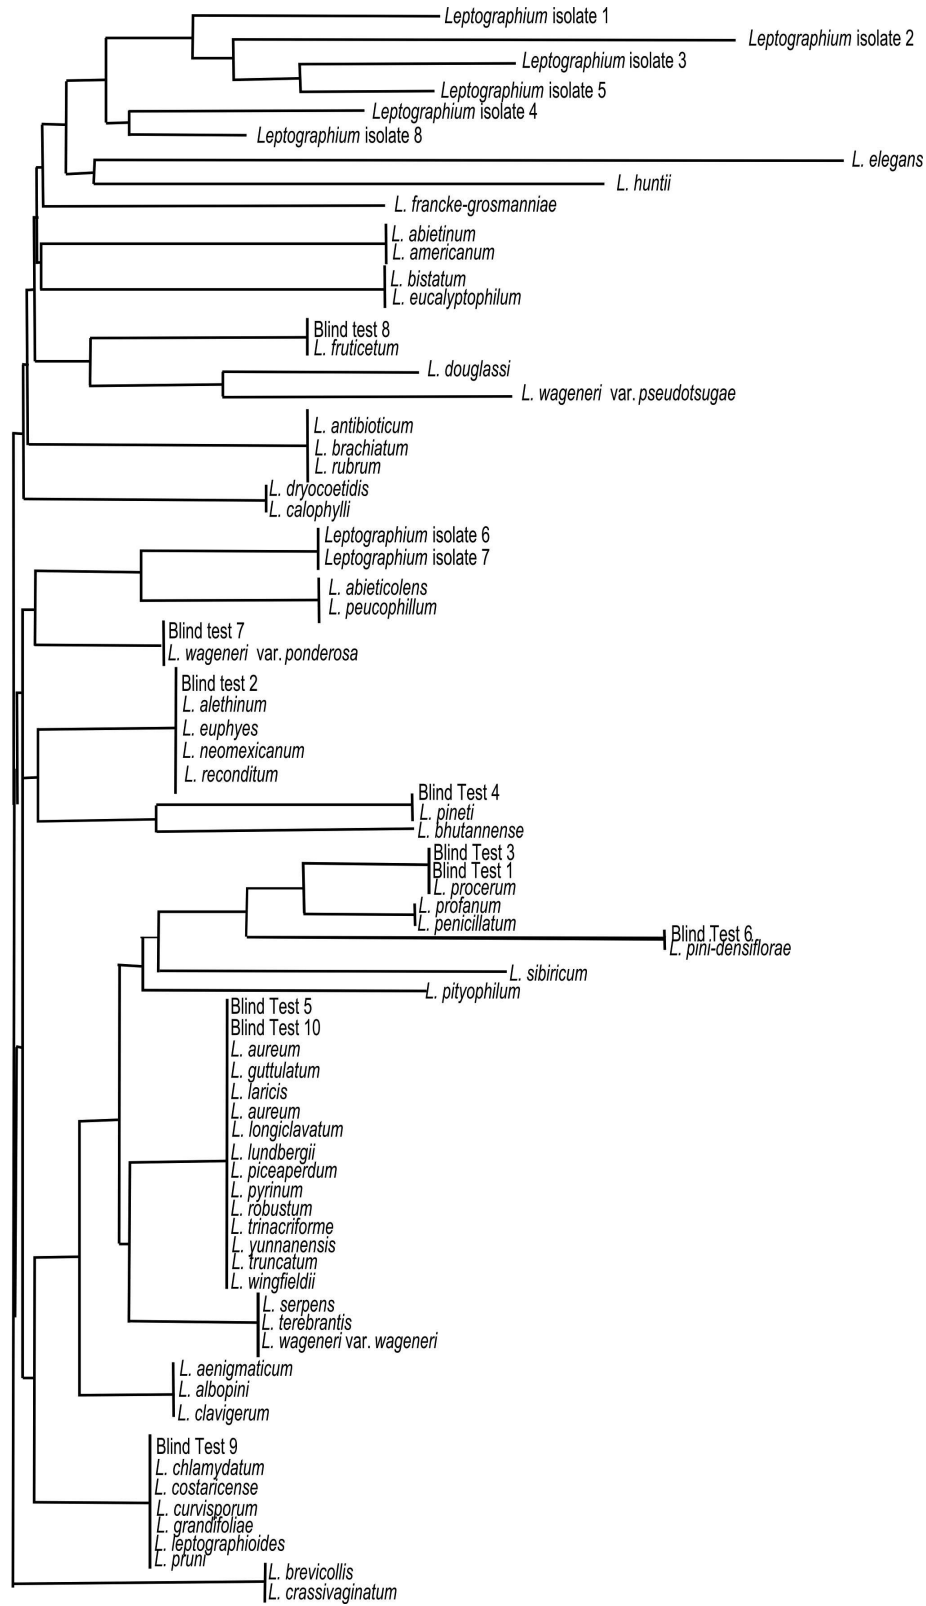 Leptographium isolate 1
Leptographium isolate 2
Leptographium isolate 3
Leptographium isolate 5
Leptographium isolate 4
Leptographium isolate 8
L. elegans
L. huntii
L. francke-grosmanniae
L. abietinum
L. americanum
L. bistatum
L. eucalyptophilum
Blind test 8
L. fruticetum
L. douglassi
L. wageneri var. pseudotsugae
L. antibioticum
L. brachiatum
L. rubrum
L. dryocoetidis
L. calophylli
Leptographium isolate 6
Leptographium isolate 7
L. abieticolens
L. peucophillum
Blind test 7
L. wageneri var. ponderosa
Blind test 2
L. alethinum
L. euphyes
L. neomexicanum
L. reconditum
Blind Test 4
L. pineti
L. bhutannense
Blind Test 3
Blind Test 1
L. procerum
L. profanum
L. penicillatum
Blind Test 6
L. pini-densiflorae
L. sibiricum
L. pityophilum
Blind Test 5
Blind Test 10
L. aureum
L. guttulatum
L. laricis
L. aureum
L. longiclavatum
L. lundbergii
L. piceaperdum
L. pyrinum
L. robustum
L. trinacriforme
L. yunnanensis
L. truncatum
L. wingfieldii
L. serpens
L. terebrantis
L. wageneri var. wageneri
L. aenigmaticum
L. albopini
L. clavigerum
Blind Test 9
L. chlamydatum
L. costaricense
L. curvisporum
L. grandifoliae
L. leptographioides
L. pruni
L. brevicollis
L. crassivaginatum